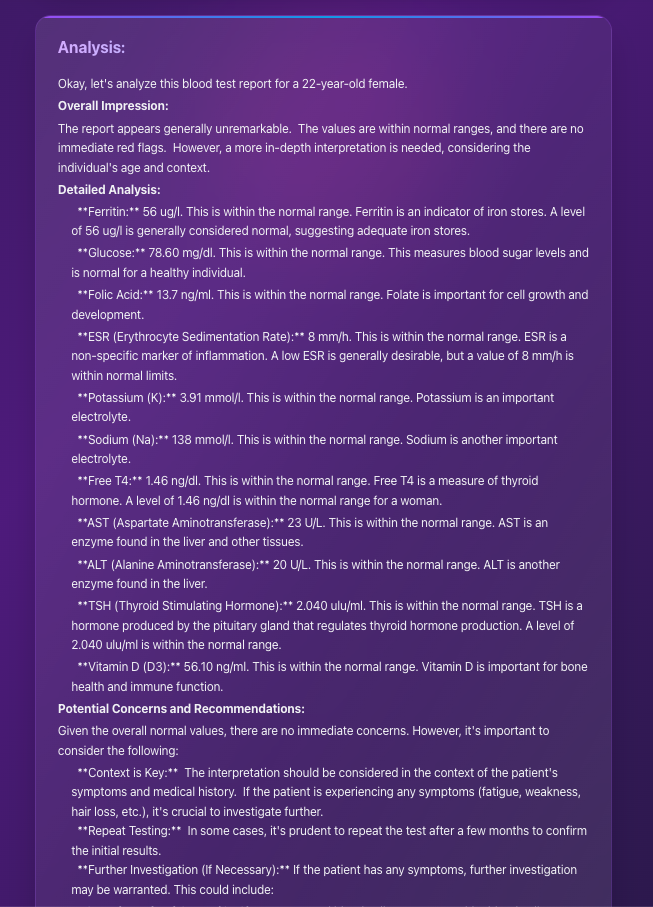 Analysis:
Okay, let's analyze this blood test report for a 22-year-old female.
Overall Impression:
The report appears generally unremarkable.  The values are within normal ranges, and there are no
immediate red flags.  However, a more in-depth interpretation is needed, considering the
individual's age and context.
Detailed Analysis:
**Ferritin:** 56 ug/l. This is within the normal range. Ferritin is an indicator of iron stores. A level
of 56 ug/l is generally considered normal, suggesting adequate iron stores.
**Glucose:** 78.60 mg/dl. This is within the normal range. This measures blood sugar levels and
is normal for a healthy individual.
**Folic Acid:** 13.7 ng/ml. This is within the normal range. Folate is important for cell growth and
development.
**ESR (Erythrocyte Sedimentation Rate):** 8 mm/h. This is within the normal range. ESR is a
non-specific marker of inflammation. A low ESR is generally desirable, but a value of 8 mm/h is
within normal limits.
**Potassium (K):** 3.91 mmol/l. This is within the normal range. Potassium is an important
electrolyte.
**Sodium (Na):** 138 mmol/l. This is within the normal range. Sodium is another important
electrolyte.
**Free T4:** 1.46 ng/dl. This is within the normal range. Free T4 is a measure of thyroid
hormone. A level of 1.46 ng/dl is within the normal range for a woman.
**AST (Aspartate Aminotransferase):** 23 U/L. This is within the normal range. AST is an
enzyme found in the liver and other tissues.
**ALT (Alanine Aminotransferase):** 20 U/L. This is within the normal range. ALT is another
enzyme found in the liver.
**TSH (Thyroid Stimulating Hormone):** 2.040 ulu/ml. This is within the normal range. TSH is a
hormone produced by the pituitary gland that regulates thyroid hormone production. A level of
2.040 ulu/ml is within the normal range.
**Vitamin D (D3):** 56.10 ng/ml. This is within the normal range. Vitamin D is important for bone
health and immune function.
Potential Concerns and Recommendations:
Given the overall normal values, there are no immediate concerns. However, it's important to
consider the following:
**Context is Key:**  The interpretation should be considered in the context of the patient's
symptoms and medical history.  If the patient is experiencing any symptoms (fatigue, weakness,
hair loss, etc.), it's crucial to investigate further.
**Repeat Testing:**  In some cases, it's prudent to repeat the test after a few months to confirm
the initial results.
**Further Investigation (If Necessary):** If the patient has any symptoms, further investigation
may be warranted. This could include: